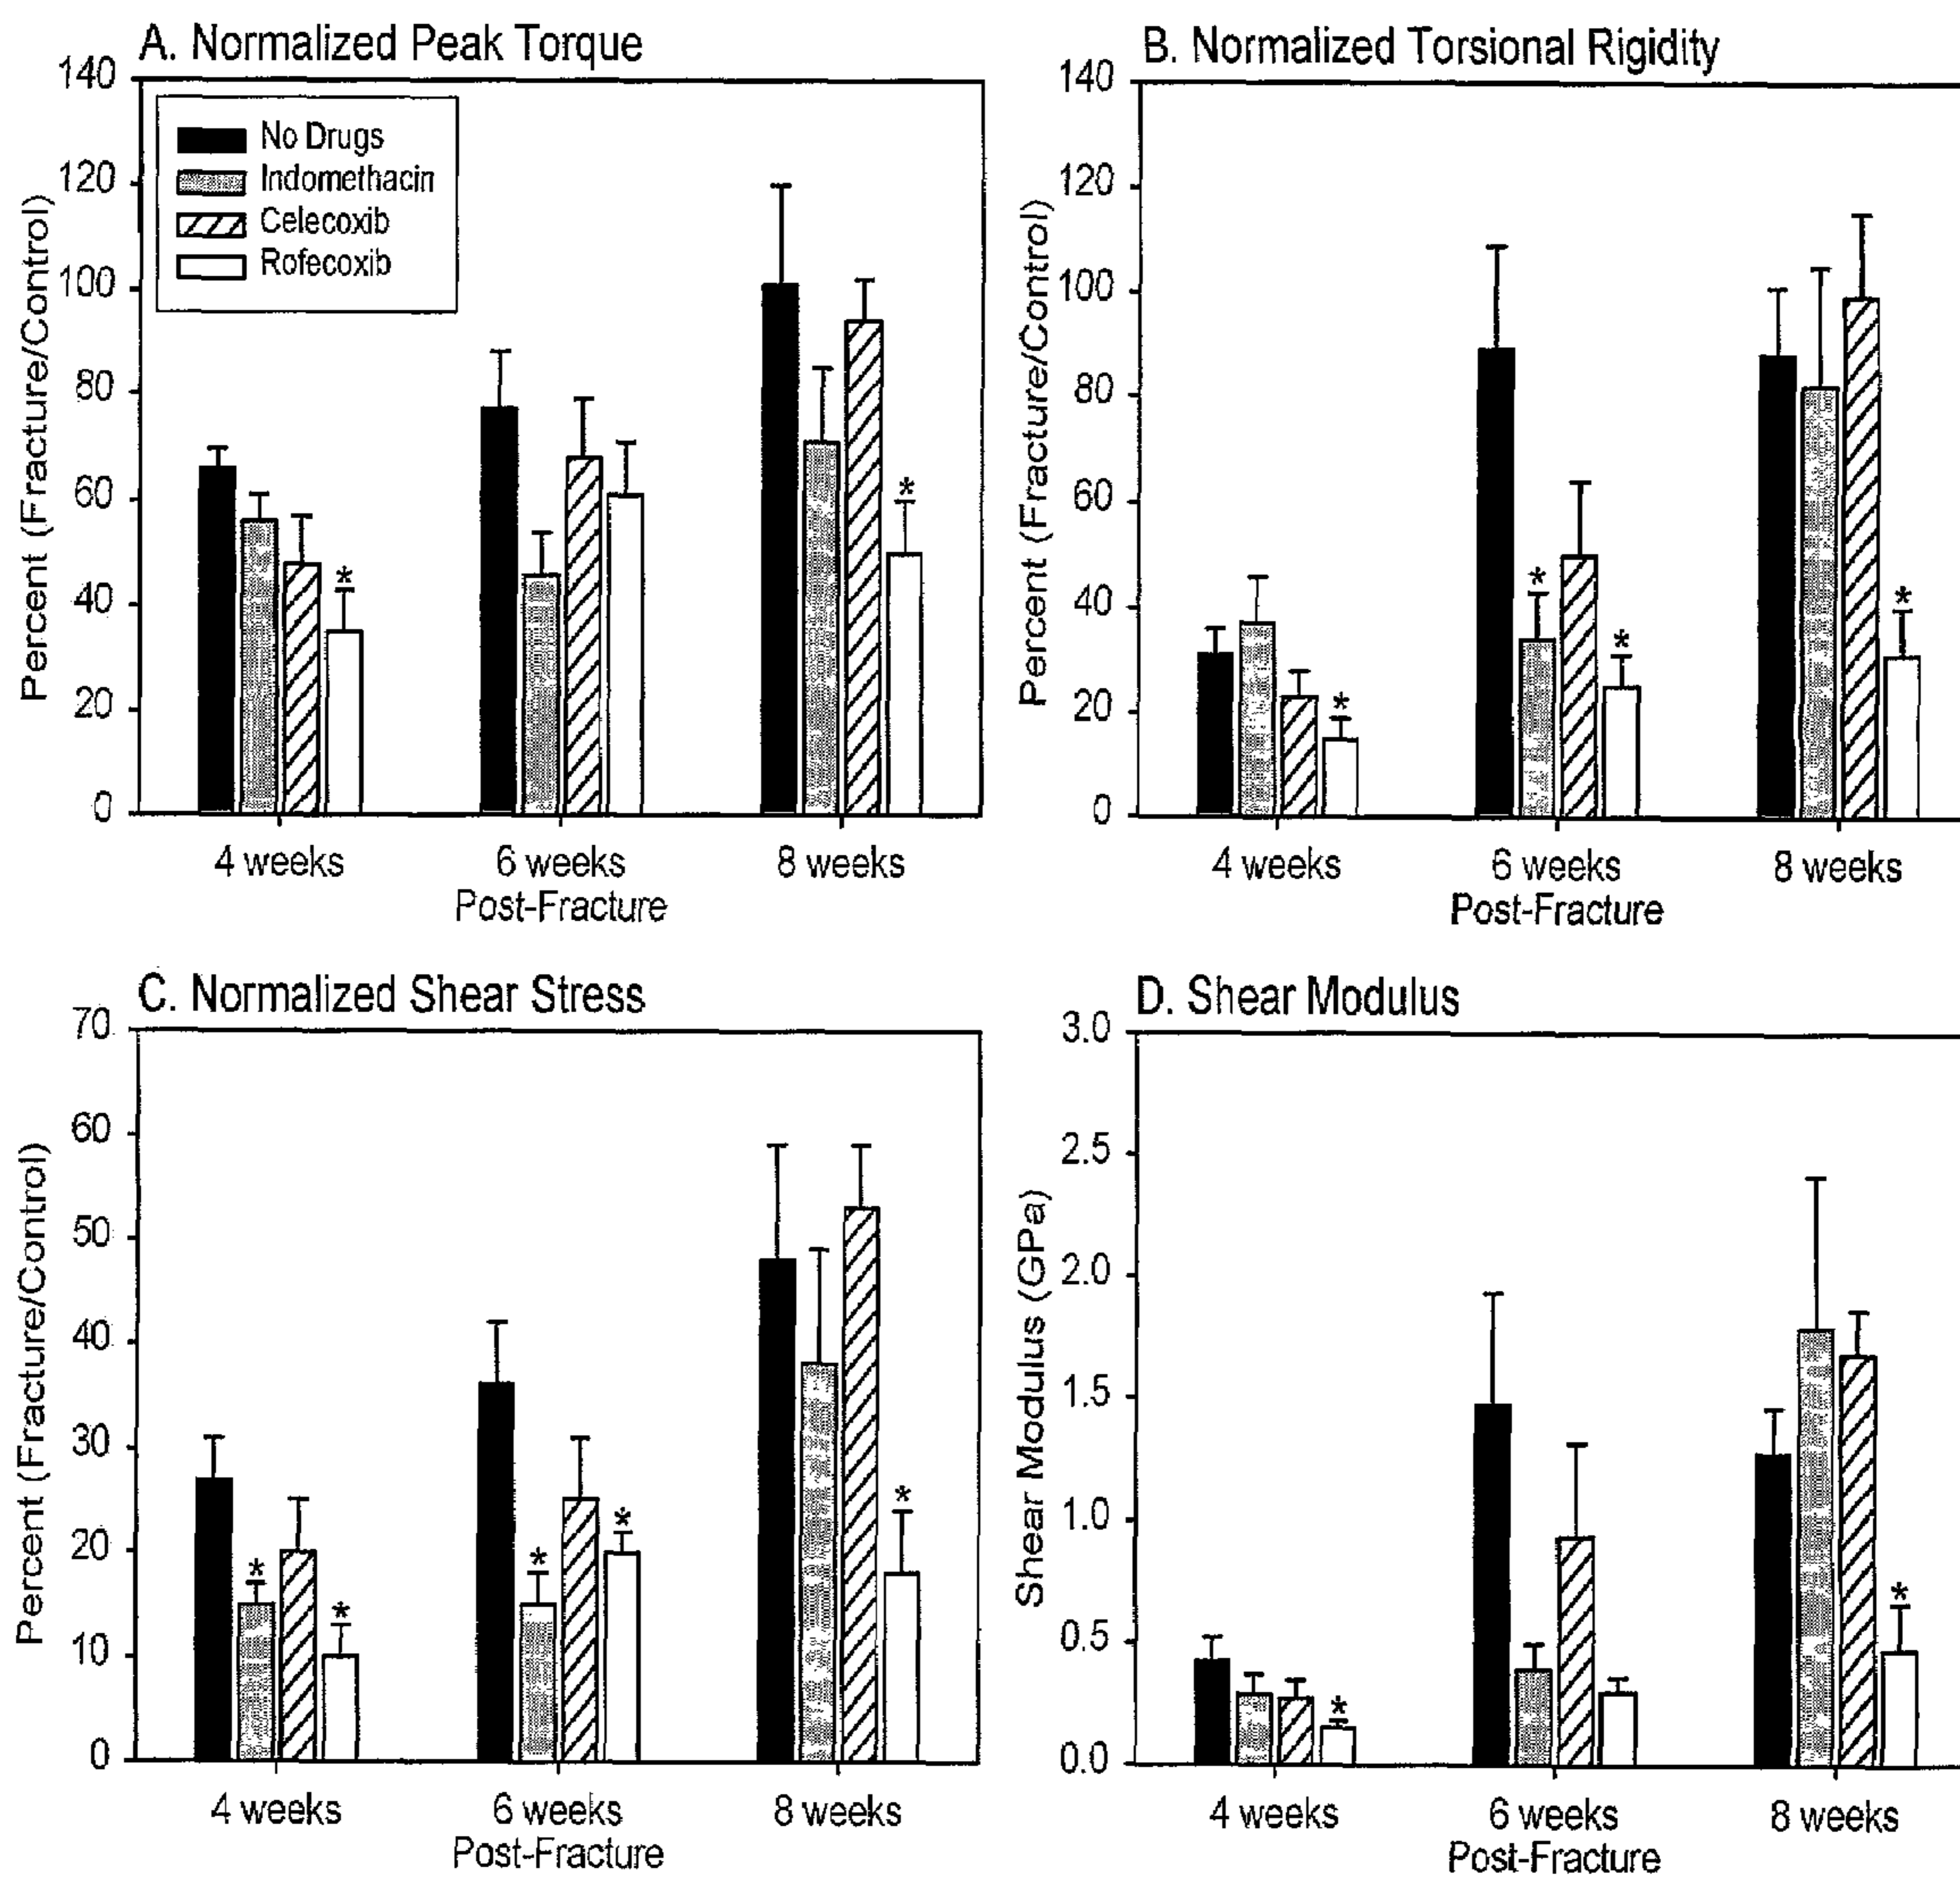 A. Normalized Peak Torque
140
120
100
80
60
40
20
0
Percent (Fracture/Control)
No Drugs
Indomethacin
Celecoxib
Rofecoxib
*
*
4 weeks
6 weeks
8 weeks
Post-Fracture
B. Normalized Torsional Rigidity
140
120
100
80
60
40
20
0
Percent (Fracture/Control)
*
*
*
*
4 weeks
6 weeks
8 weeks
Post-Fracture
C. Normalized Shear Stress
70
60
50
40
30
20
10
0
Percent (Fracture/Control)
*
*
*
*
*
4 weeks
6 weeks
8 weeks
Post-Fracture
D. Shear Modulus
3.0
2.5
2.0
1.5
1.0
0.5
0.0
Shear Modulus (GPa)
*
*
4 weeks
6 weeks
8 weeks
Post-Fracture